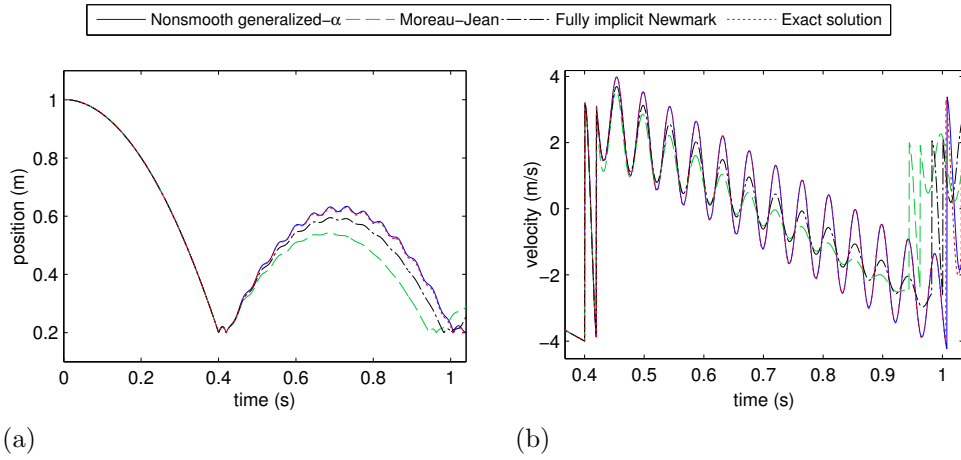 Nonsmooth generalized-α Moreau-Jean Fully implicit Newmark Exact solution
1
0.8
0.6
0.4
0.2
position (m)
0 0.2 0.4 0.6 0.8 1
time (s)
(a)
4
2
0
−2
−4
velocity (m/s)
0.4 0.5 0.6 0.7 0.8 0.9 1
time (s)
(b)